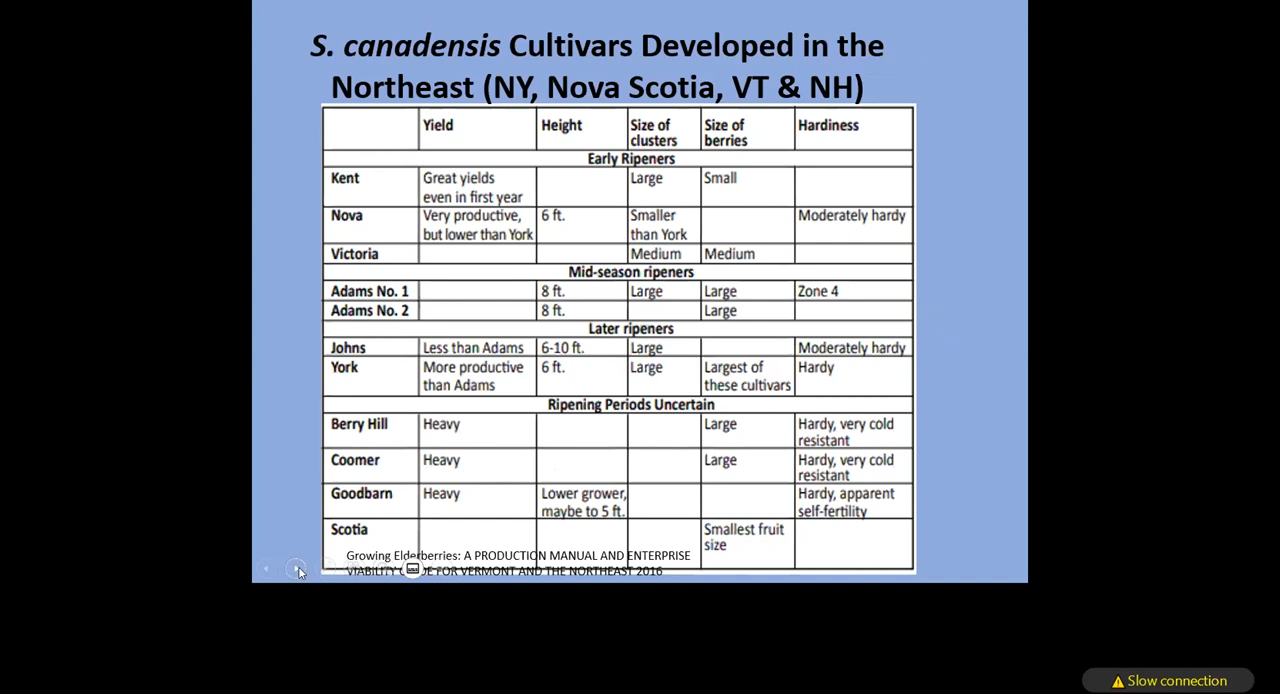 S. canadensis Cultivars Developed in the
Northeast (NY, Nova Scotia, VT & NH)
Yield Height Size of clusters Size of berries Hardiness
Early Ripeners
Kent Great yields even in first year Large Small
Nova Very productive, but lower than York 6 ft. Smaller than York Moderately hardy
Victoria Medium Medium
Mid-season ripeners
Adams No. 1 8 ft. Large Large Zone 4
Adams No. 2 8 ft. Large
Later ripeners
Johns Less than Adams 6-10 ft. Large Moderately hardy
York More productive than Adams 6 ft. Large Largest of these cultivars Hardy
Ripening Periods Uncertain
Berry Hill Heavy Large Hardy, very cold resistant
Coomer Heavy Large Hardy, very cold resistant
Goodbarn Heavy Lower grower, maybe to 5 ft. Hardy, apparent self-fertility
Scotia Smallest fruit size
Growing Elderberries: A PRODUCTION MANUAL AND ENTERPRISE
VIABILITY FOR VERMONT AND THE NORTHEAST 2016
Slow connection